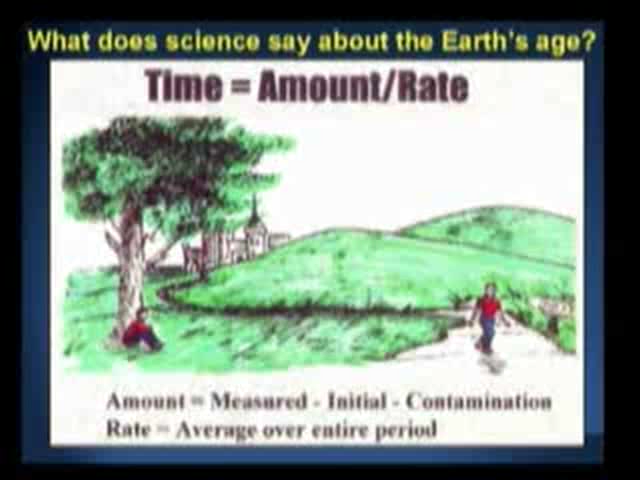 What does science say about the Earth's age?
Time = Amount/Rate
Amount = Measured - Initial - Contamination
Rate = Average over entire period